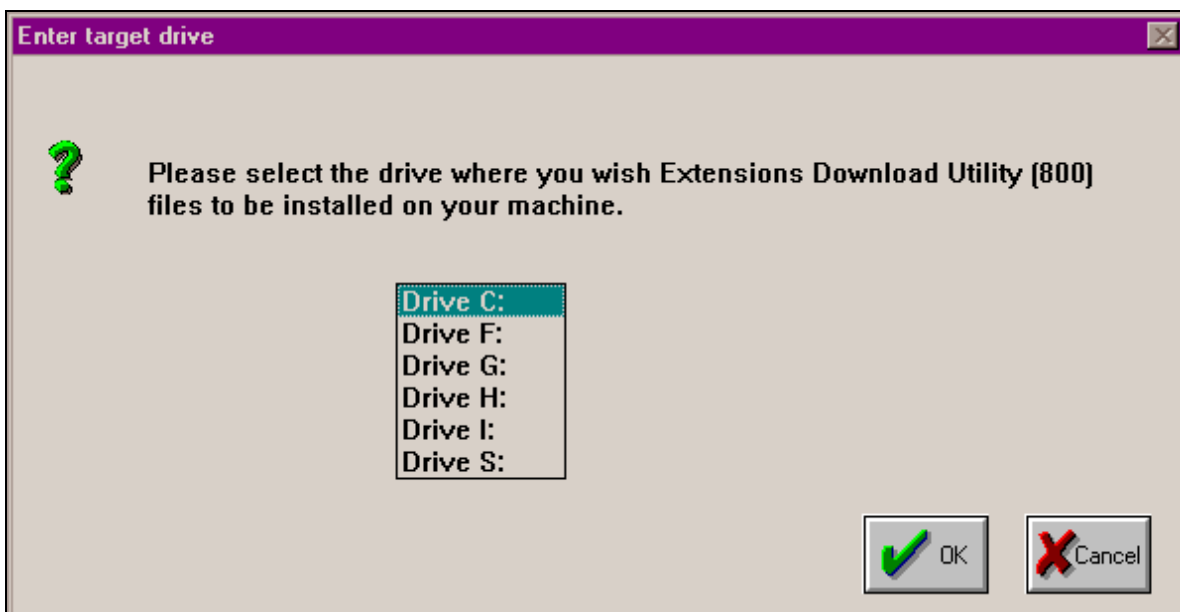 Enter target drive
Please select the drive where you wish Extensions Download Utility (800)
files to be installed on your machine.
Drive C:
Drive F:
Drive G:
Drive H:
Drive I:
Drive S:
OK
Cancel